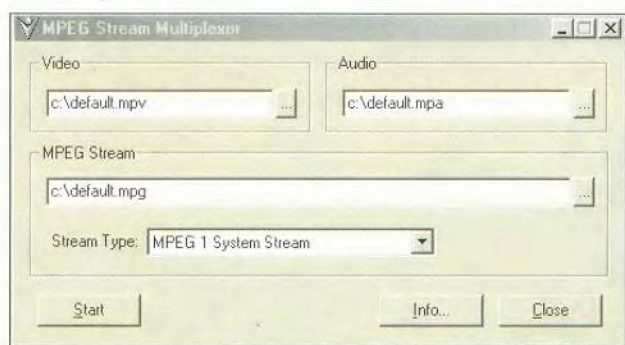 MPEG Stream Multiplexor
Video
c:\default.mpv
...
Audio
c:\default.mpa
...
MPEG Stream
c:\default.mpg
...
Stream Type: MPEG 1 System Stream
Start
Info...
Close